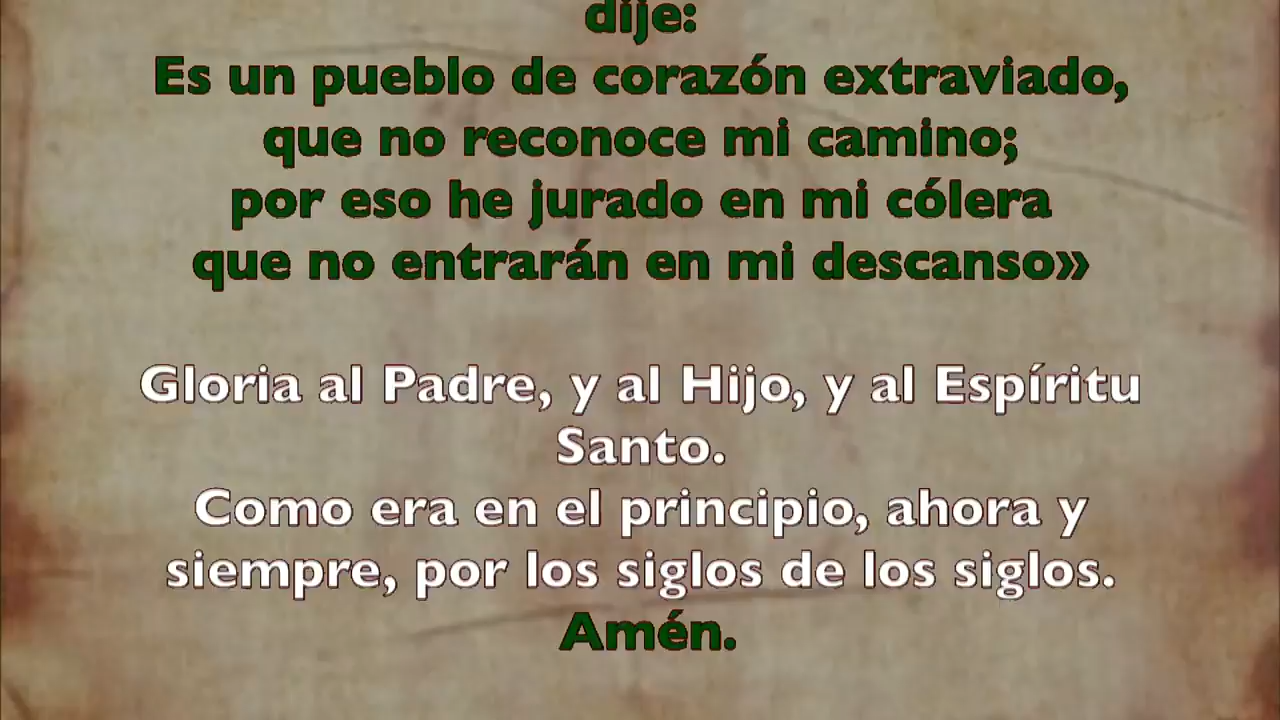 dije:
Es un pueblo de corazón extraviado,
que no reconoce mi camino;
por eso he jurado en mi cólera
que no entrarán en mi descanso»
Gloria al Padre, y al Hijo, y al Espíritu
Santo.
Como era en el principio, ahora y
siempre, por los siglos de los siglos.
Amén.